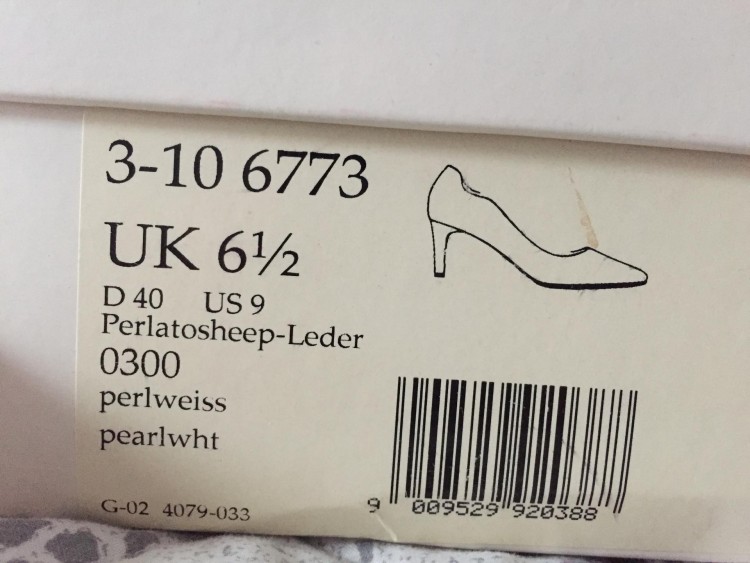 3-10 6773
UK 6½
D 40 US 9
Perlatosheep-Leder
0300
perlweiss
pearlwht
G-02 4079-033
9 009529 920388